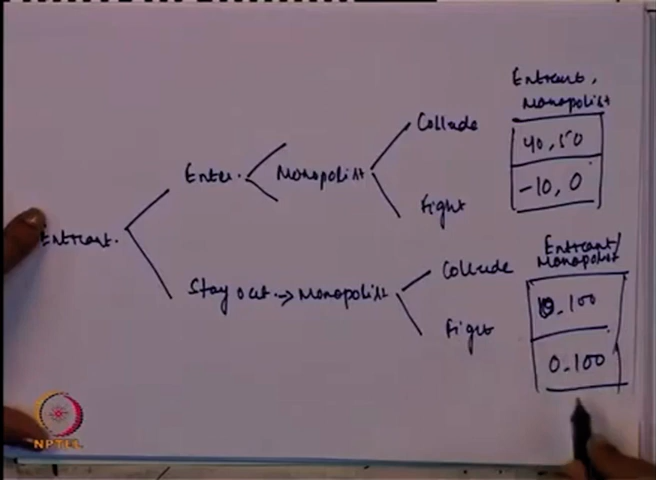 Entrant,
Monopolist
Collude
40, 50
Enter.
Monopolist
-10, 0
Fight
Entrant.
Entrant/
Monopolist
Stay out → Monopolist
Collude
0, 100
Fight
0-100
NPTEL